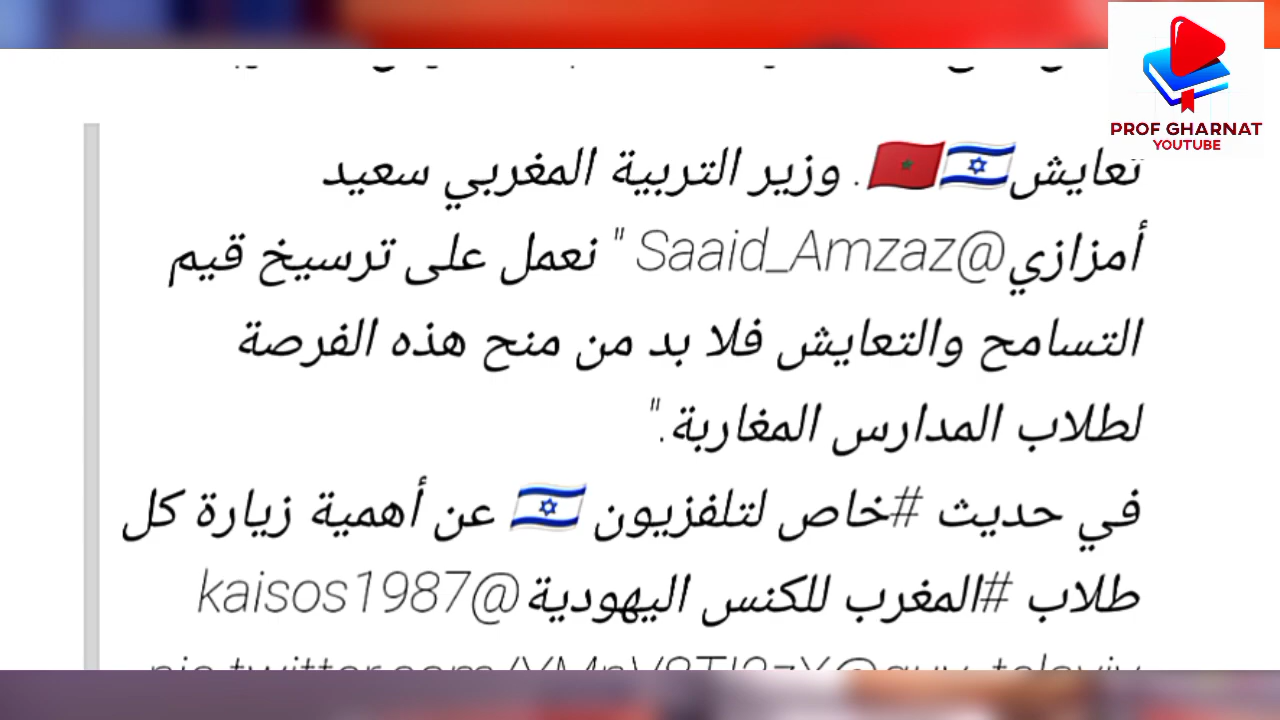 PROF GHARNAT
YOUTUBE
تعايش🇮🇱🇲🇦. وزير التربية المغربي سعيد
أمزازي@Saaid_Amzaz " نعمل على ترسيخ قيم
التسامح والتعايش فلا بد من منح هذه الفرصة
لطلاب المدارس المغاربة."
في حديث #خاص لتلفزيون 🇮🇱 عن أهمية زيارة كل
طلاب #المغرب للكنس اليهودية@kaisos1987